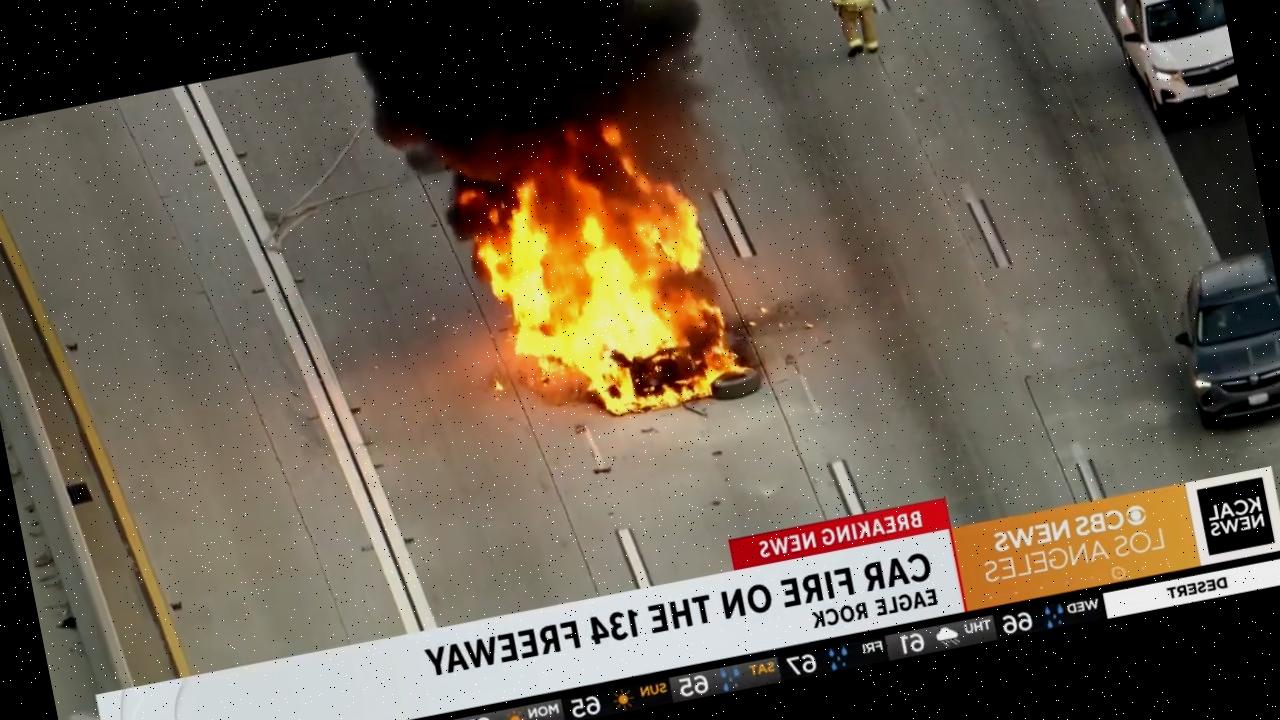 KCAL
NEWS
CBS NEWS
LOS ANGELES
BREAKING NEWS
CAR FIRE ON THE 134 FREEWAY
EAGLE ROCK
DESERT
WED 66 THU 61 FRI 67 SAT 65 SUN 65 MON